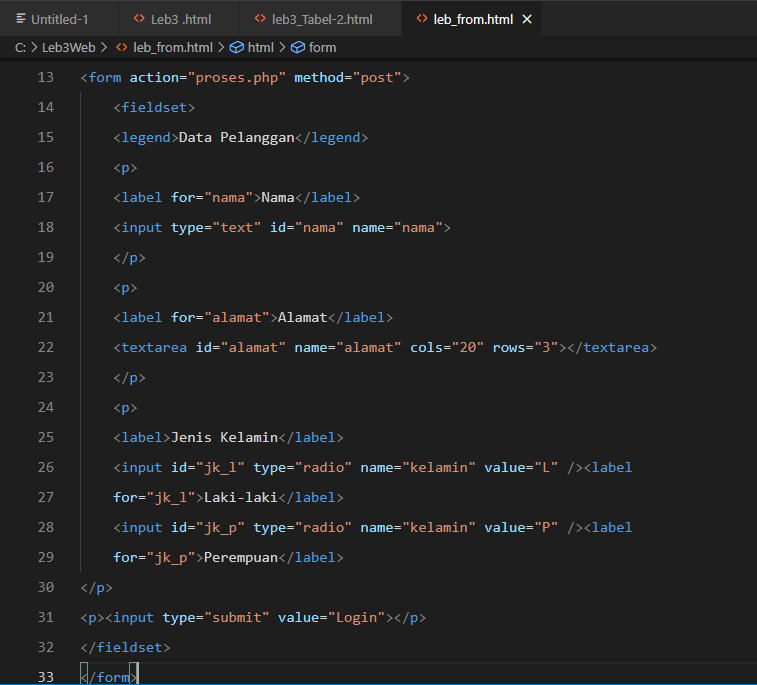 Untitled-1 Leb3 .html leb3_Tabel-2.html leb_from.html
C: > Leb3Web > leb_from.html > html > form
13 <form action="proses.php" method="post">
14 <fieldset>
15 <legend>Data Pelanggan</legend>
16 <p>
17 <label for="nama">Nama</label>
18 <input type="text" id="nama" name="nama">
19 </p>
20 <p>
21 <label for="alamat">Alamat</label>
22 <textarea id="alamat" name="alamat" cols="20" rows="3"></textarea>
23 </p>
24 <p>
25 <label>Jenis Kelamin</label>
26 <input id="jk_l" type="radio" name="kelamin" value="L" /><label
27 for="jk_l">Laki-laki</label>
28 <input id="jk_p" type="radio" name="kelamin" value="P" /><label
29 for="jk_p">Perempuan</label>
30 </p>
31 <p><input type="submit" value="Login"></p>
32 </fieldset>
33 </form>